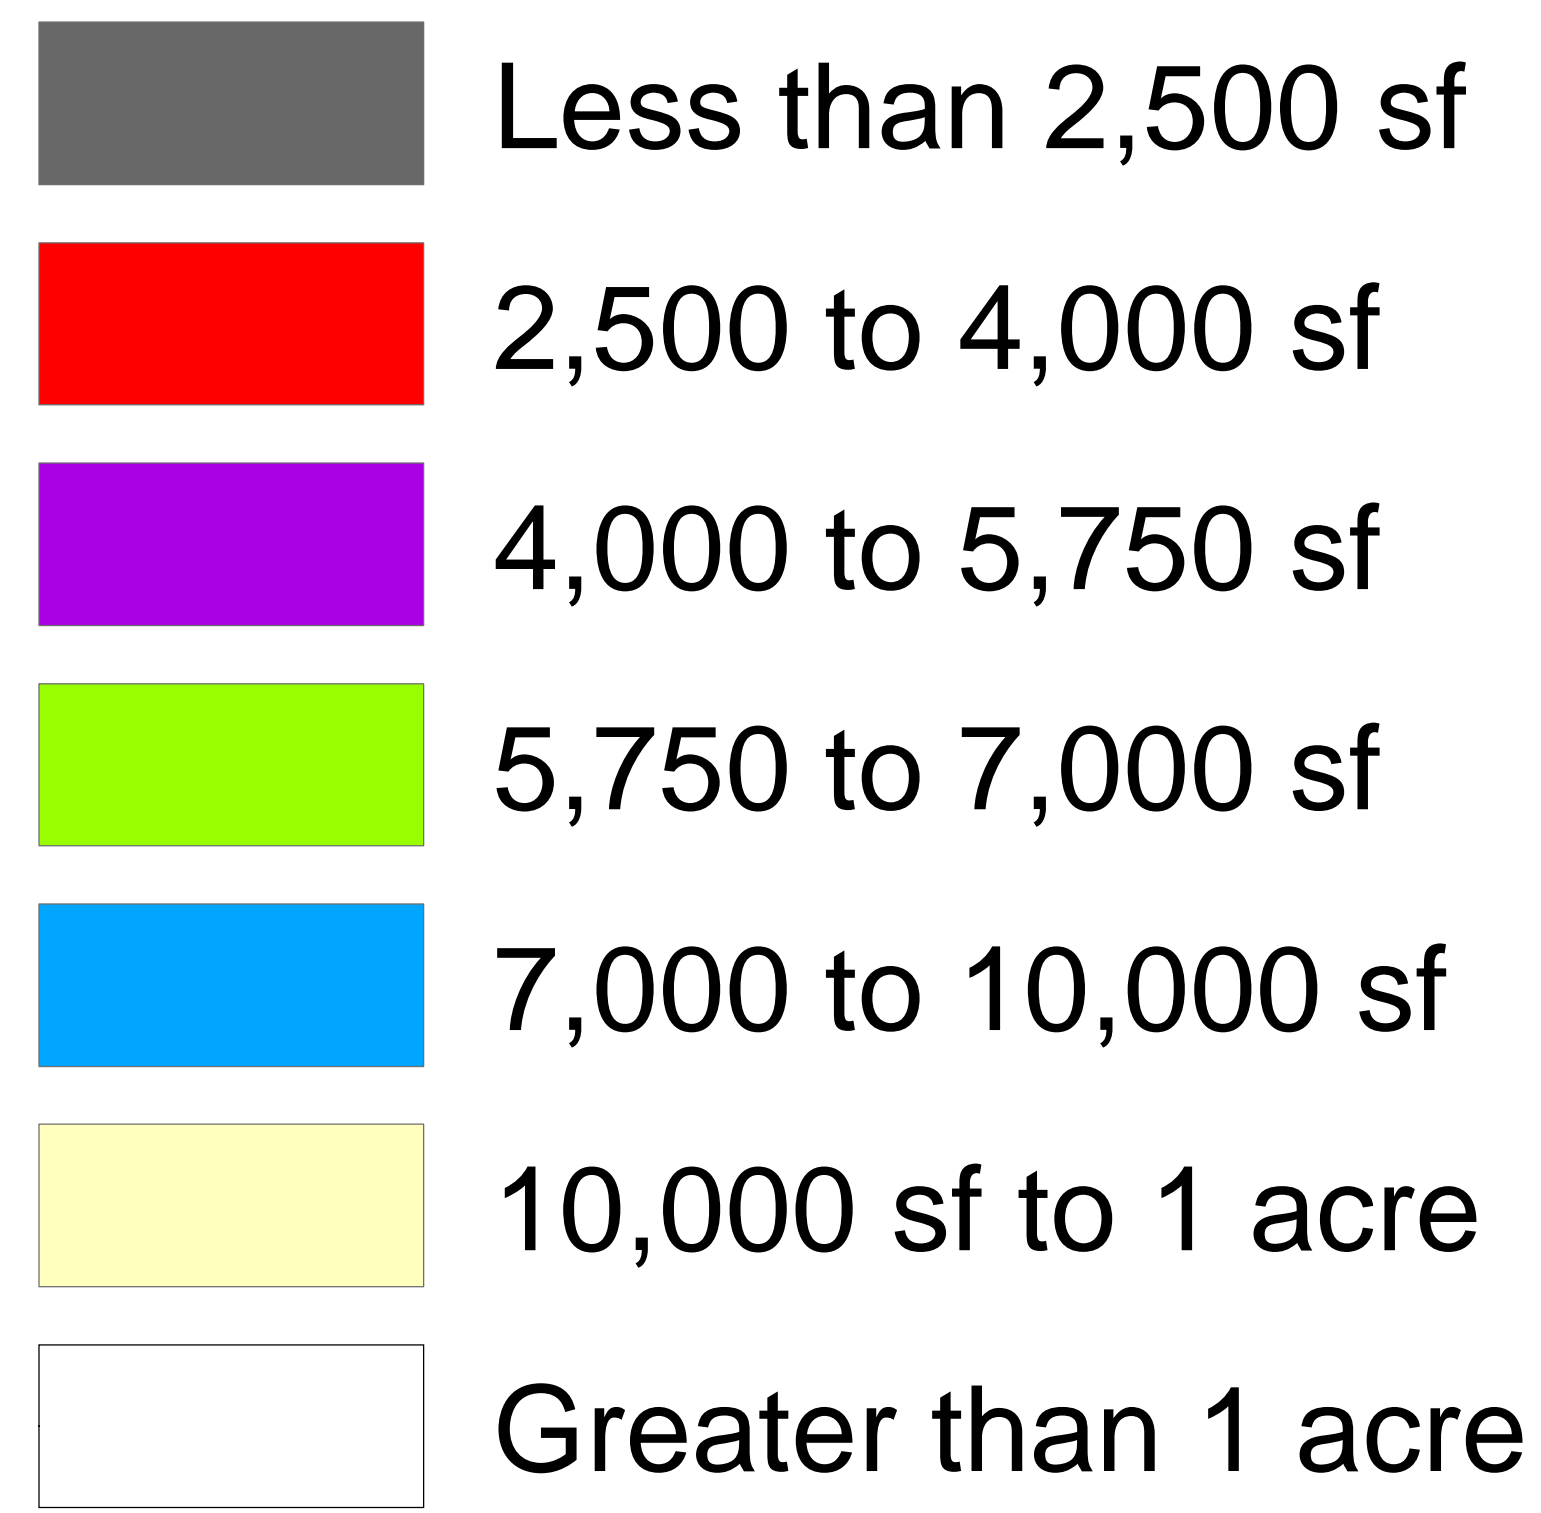 Less than 2,500 sf
2,500 to 4,000 sf
4,000 to 5,750 sf
5,750 to 7,000 sf
7,000 to 10,000 sf
10,000 sf to 1 acre
Greater than 1 acre